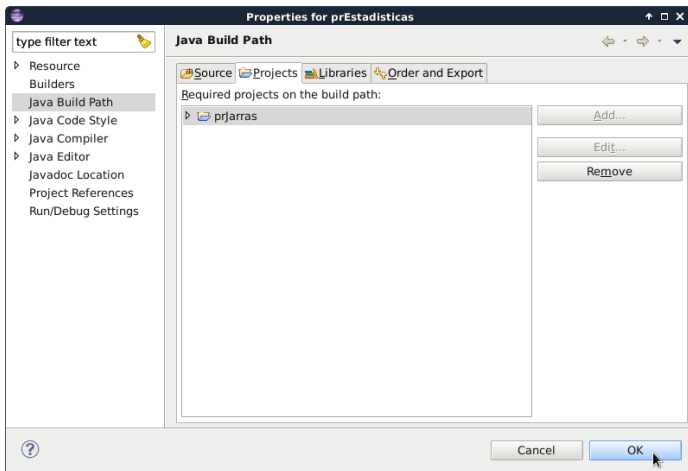 Properties for prEstadisticas
type filter text
Resource
Builders
Java Build Path
Java Code Style
Java Compiler
Java Editor
Javadoc Location
Project References
Run/Debug Settings
Java Build Path
Source Projects Libraries Order and Export
Required projects on the build path:
prJarras
Add...
Edit...
Remove
?
Cancel OK